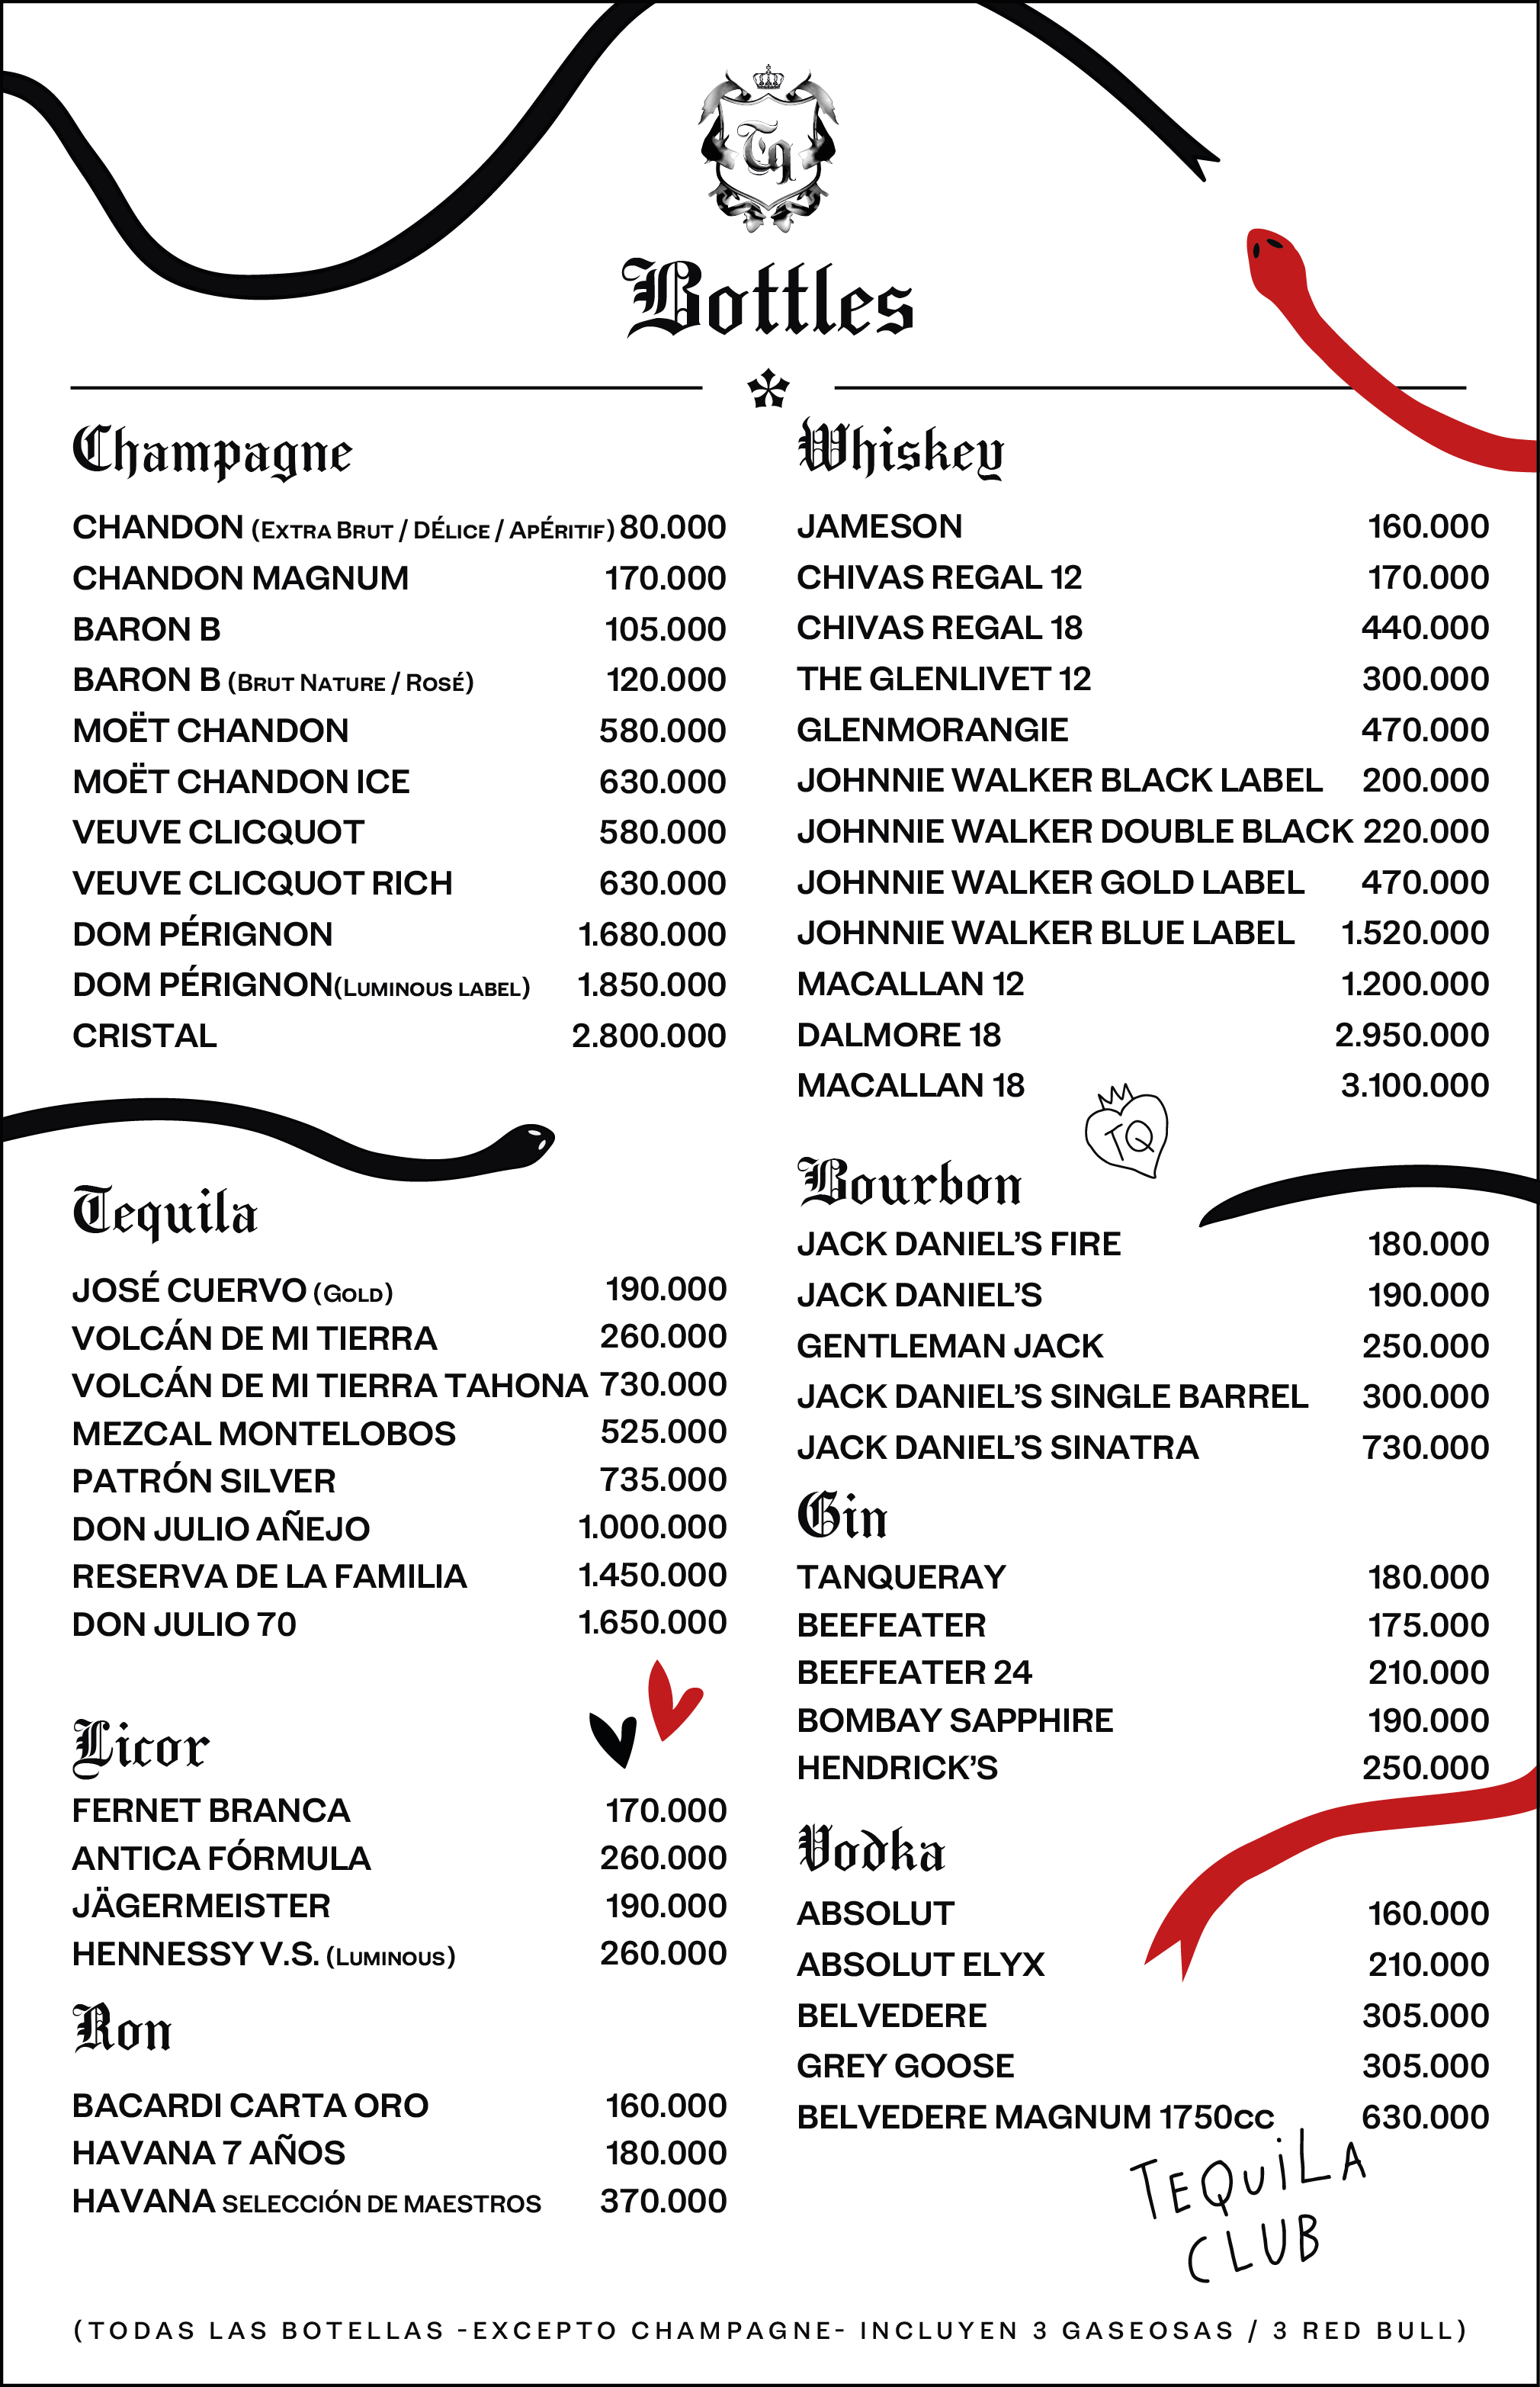 Tq
Bottles
Champagne
CHANDON (EXTRA BRUT / DÉLICE / APÉRITIF) 80.000
CHANDON MAGNUM 170.000
BARON B 105.000
BARON B (BRUT NATURE / ROSÉ) 120.000
MOËT CHANDON 580.000
MOËT CHANDON ICE 630.000
VEUVE CLICQUOT 580.000
VEUVE CLICQUOT RICH 630.000
DOM PÉRIGNON 1.680.000
DOM PÉRIGNON(LUMINOUS LABEL) 1.850.000
CRISTAL 2.800.000
Tequila
JOSÉ CUERVO (GOLD) 190.000
VOLCÁN DE MI TIERRA 260.000
VOLCÁN DE MI TIERRA TAHONA 730.000
MEZCAL MONTELOBOS 525.000
PATRÓN SILVER 735.000
DON JULIO AÑEJO 1.000.000
RESERVA DE LA FAMILIA 1.450.000
DON JULIO 70 1.650.000
Licor
FERNET BRANCA 170.000
ANTICA FÓRMULA 260.000
JÄGERMEISTER 190.000
HENNESSY V.S. (LUMINOUS) 260.000
Ron
BACARDI CARTA ORO 160.000
HAVANA 7 AÑOS 180.000
HAVANA SELECCIÓN DE MAESTROS 370.000
Whiskey
JAMESON 160.000
CHIVAS REGAL 12 170.000
CHIVAS REGAL 18 440.000
THE GLENLIVET 12 300.000
GLENMORANGIE 470.000
JOHNNIE WALKER BLACK LABEL 200.000
JOHNNIE WALKER DOUBLE BLACK 220.000
JOHNNIE WALKER GOLD LABEL 470.000
JOHNNIE WALKER BLUE LABEL 1.520.000
MACALLAN 12 1.200.000
DALMORE 18 2.950.000
MACALLAN 18 3.100.000
TQ
Bourbon
JACK DANIEL'S FIRE 180.000
JACK DANIEL'S 190.000
GENTLEMAN JACK 250.000
JACK DANIEL'S SINGLE BARREL 300.000
JACK DANIEL'S SINATRA 730.000
Gin
TANQUERAY 180.000
BEEFEATER 175.000
BEEFEATER 24 210.000
BOMBAY SAPPHIRE 190.000
HENDRICK'S 250.000
Vodka
ABSOLUT 160.000
ABSOLUT ELYX 210.000
BELVEDERE 305.000
GREY GOOSE 305.000
BELVEDERE MAGNUM 1750CC 630.000
TEQUiLA
CLUB
(TODAS LAS BOTELLAS -EXCEPTO CHAMPAGNE- INCLUYEN 3 GASEOSAS / 3 RED BULL)